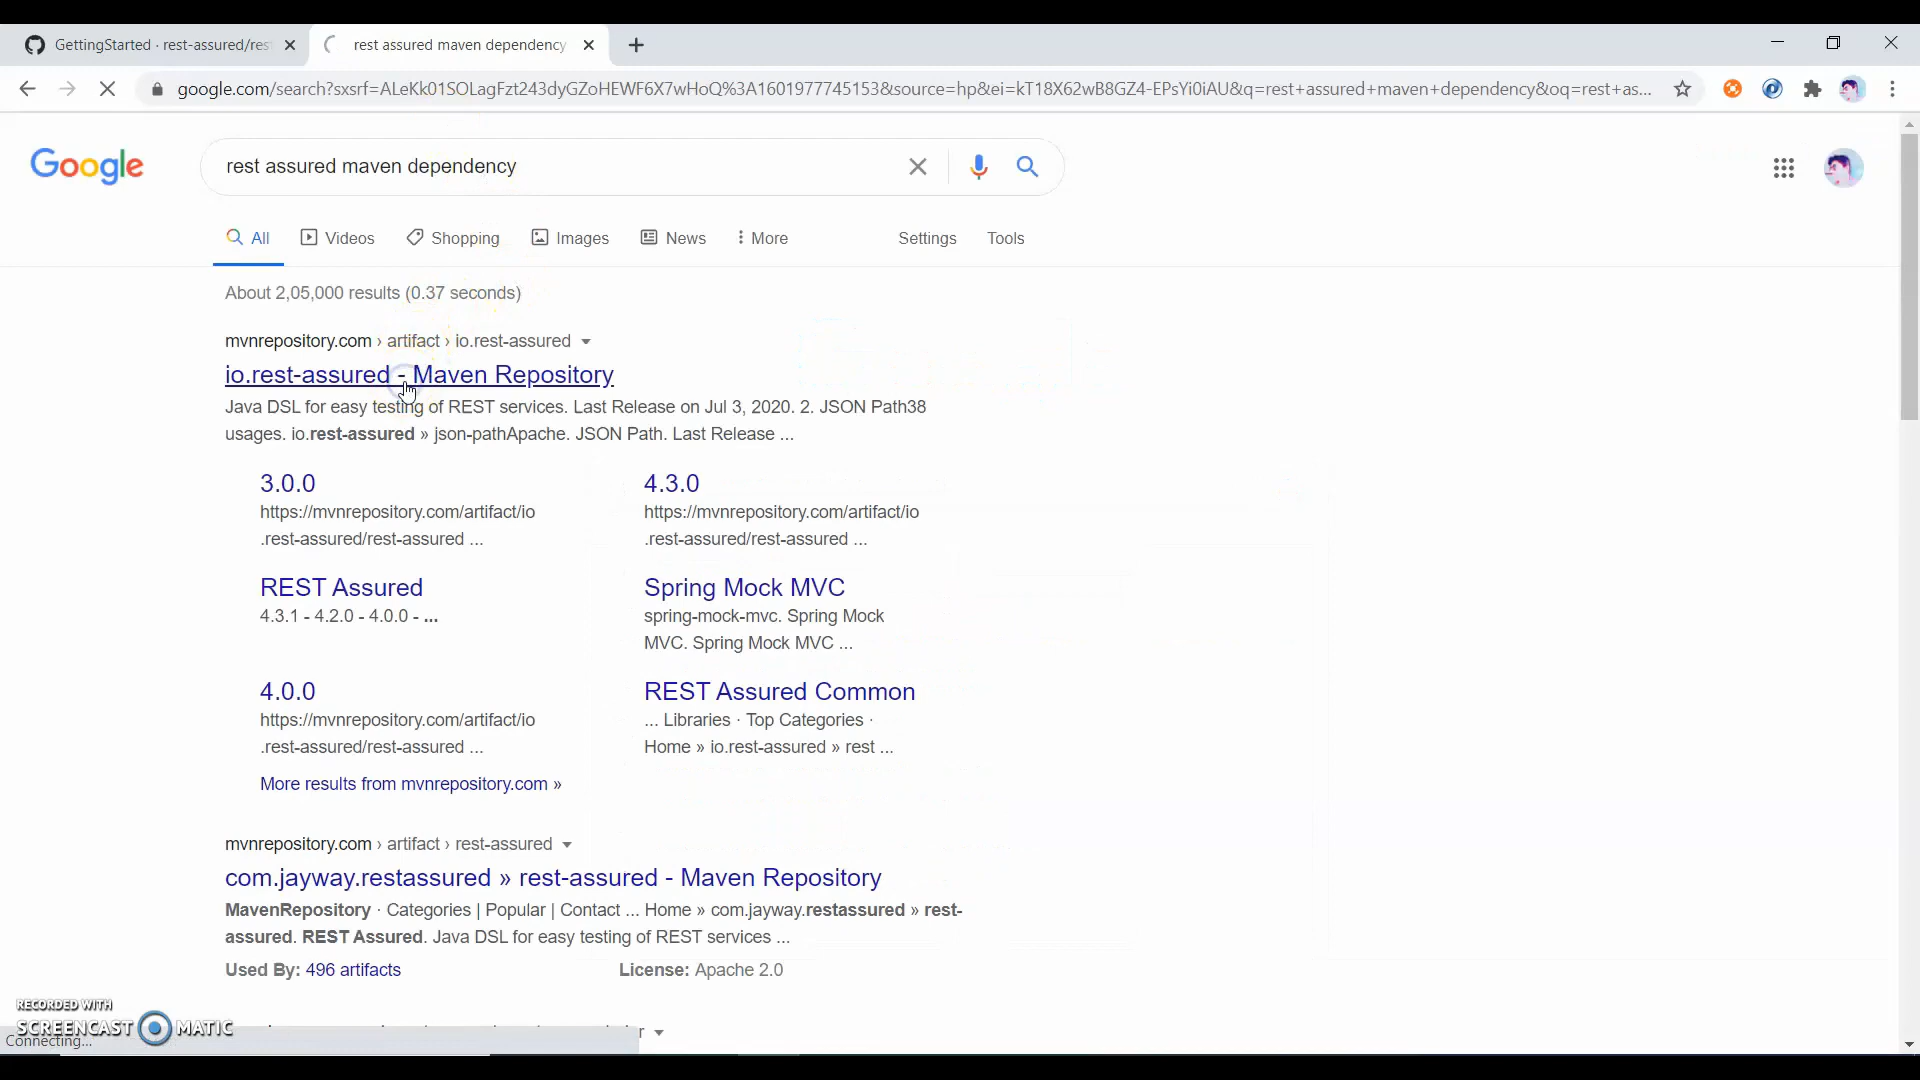 GettingStarted · rest-assured/res
rest assured maven dependency
google.com/search?sxsrf=ALeKk01SOLagFzt243dyGZoHEWF6X7wHoQ%3A1601977745153&source=hp&ei=kT18X62wB8GZ4-EPsYi0iAU&q=rest+assured+maven+dependency&oq=rest+as...
Google
rest assured maven dependency
All Videos Shopping Images News More Settings Tools
About 2,05,000 results (0.37 seconds)
mvnrepository.com › artifact › io.rest-assured
io.rest-assured - Maven Repository
Java DSL for easy testing of REST services. Last Release on Jul 3, 2020. 2. JSON Path38
usages. io.rest-assured » json-pathApache. JSON Path. Last Release ...
3.0.0
https://mvnrepository.com/artifact/io
.rest-assured/rest-assured ...
4.3.0
https://mvnrepository.com/artifact/io
.rest-assured/rest-assured ...
REST Assured
4.3.1 - 4.2.0 - 4.0.0 - ...
Spring Mock MVC
spring-mock-mvc. Spring Mock
MVC. Spring Mock MVC ...
4.0.0
https://mvnrepository.com/artifact/io
.rest-assured/rest-assured ...
REST Assured Common
... Libraries · Top Categories ·
Home » io.rest-assured » rest ...
More results from mvnrepository.com »
mvnrepository.com › artifact › rest-assured
com.jayway.restassured » rest-assured - Maven Repository
MavenRepository · Categories | Popular | Contact ... Home » com.jayway.restassured » rest-
assured. REST Assured. Java DSL for easy testing of REST services ...
Used By: 496 artifacts License: Apache 2.0
RECORDED WITH
SCREENCAST MATIC
Connecting...